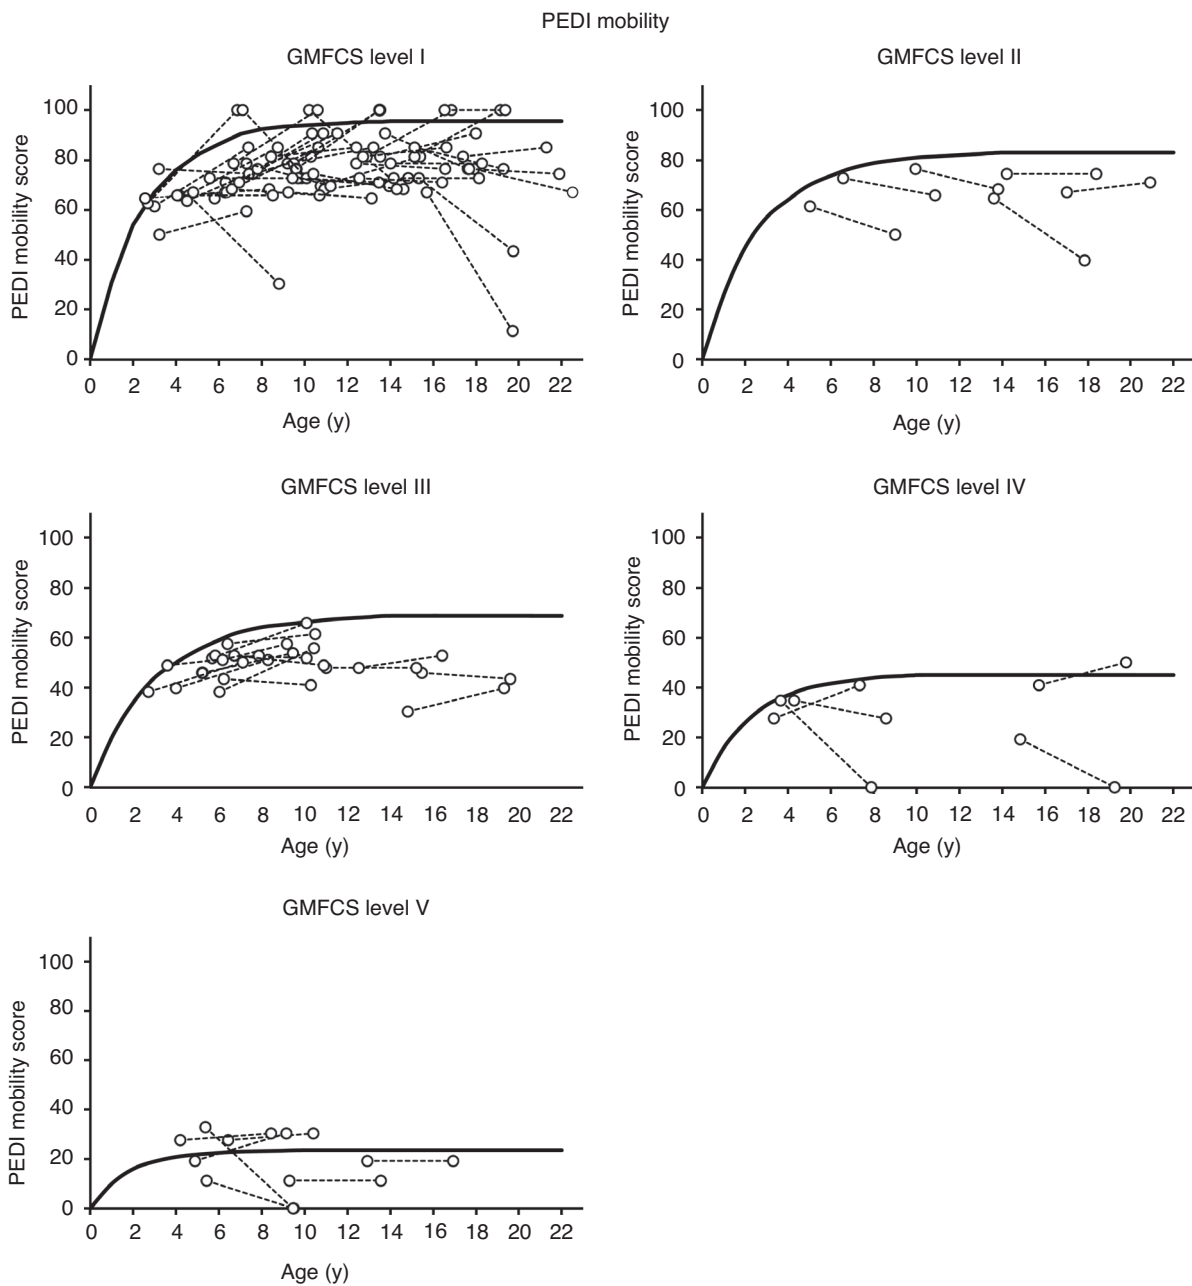 PEDI mobility
GMFCS level I
PEDI mobility score
100
80
60
40
20
0
0 2 4 6 8 10 12 14 16 18 20 22
Age (y)
GMFCS level II
PEDI mobility score
100
80
60
40
20
0
0 2 4 6 8 10 12 14 16 18 20 22
Age (y)
GMFCS level III
PEDI mobility score
100
80
60
40
20
0
0 2 4 6 8 10 12 14 16 18 20 22
Age (y)
GMFCS level IV
PEDI mobility score
100
80
60
40
20
0
0 2 4 6 8 10 12 14 16 18 20 22
Age (y)
GMFCS level V
PEDI mobility score
100
80
60
40
20
0
0 2 4 6 8 10 12 14 16 18 20 22
Age (y)